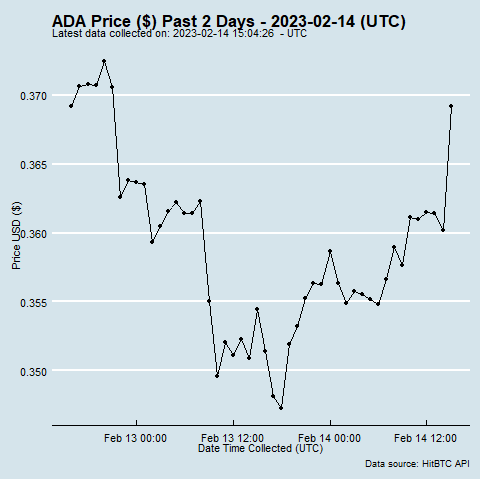 ADA Price ($) Past 2 Days - 2023-02-14 (UTC)
Latest data collected on: 2023-02-14 15:04:26  - UTC
0.370
0.365
0.360
0.355
0.350
Price USD ($)
Feb 13 00:00 Feb 13 12:00 Feb 14 00:00 Feb 14 12:00
Date Time Collected (UTC)
Data source: HitBTC API